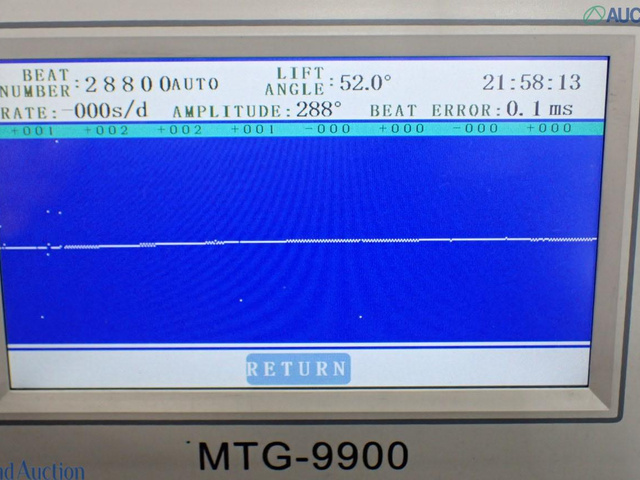 AUC
BEAT NUMBER:28800AUTO LIFT ANGLE:52.0° 21:58:13
RATE:-000s/d AMPLITUDE:288° BEAT ERROR:0.1ms
+001 +002 +002 +001 -000 +000 -000 +000
RETURN
MTG-9900
nd Auction